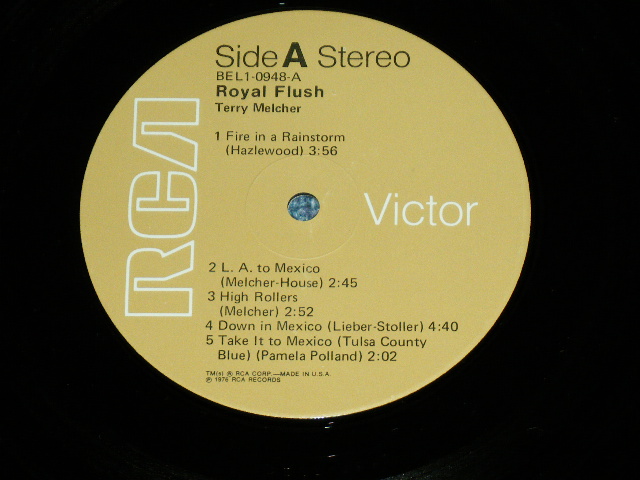 Side A Stereo
BEL1-0948-A
Royal Flush
Terry Melcher
1 Fire in a Rainstorm
(Hazlewood) 3:56
RCA
Victor
2 L. A. to Mexico
(Melcher-House) 2:45
3 High Rollers
(Melcher) 2:52
4 Down in Mexico (Lieber-Stoller) 4:40
5 Take It to Mexico (Tulsa County
Blue) (Pamela Polland) 2:02
TM(s) ® RCA CORP.—MADE IN U.S.A.
℗ 1976 RCA RECORDS